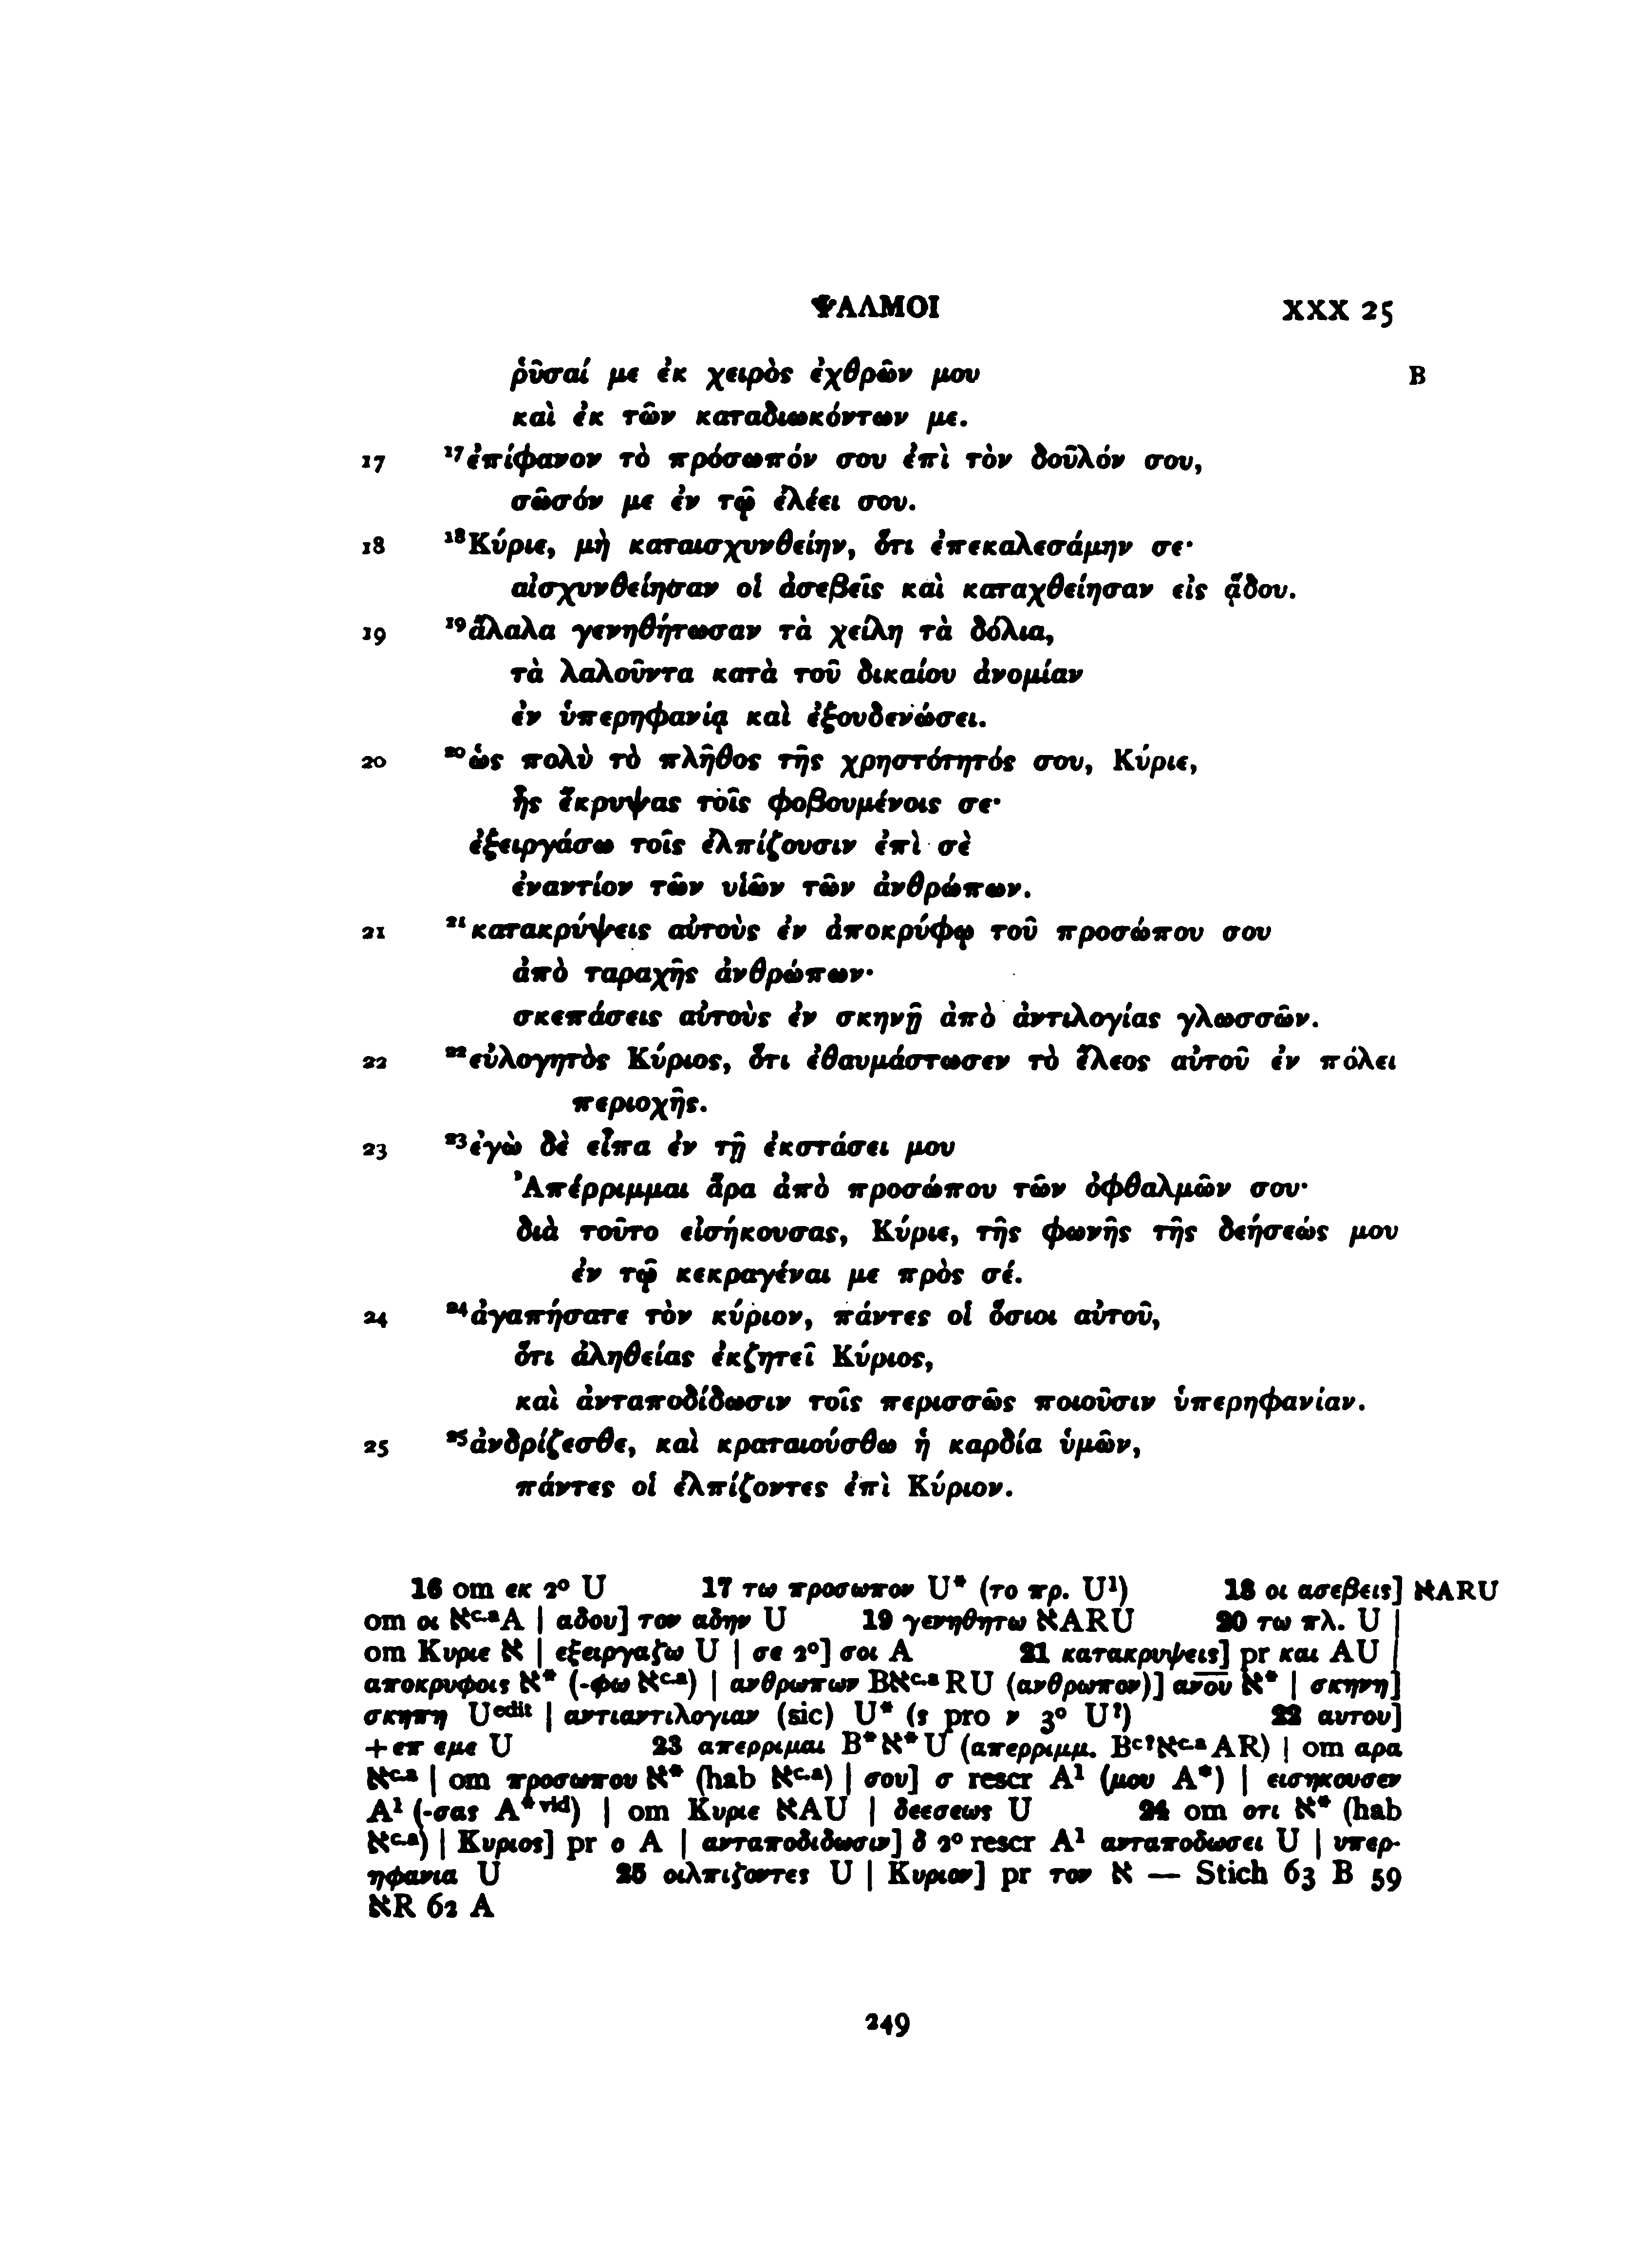 ΨΑΛΜΟΙ XXX 25
ῥῦσαί με ἐκ χειρὸς ἐχθρῶν μου B
καὶ ἐκ τῶν καταδιωκόντων με.
17 ¹⁷ἐπίφανον τὸ πρόσωπόν σου ἐπὶ τὸν δοῦλόν σου,
σῶσόν με ἐν τῷ ἐλέει σου.
18 ¹⁸Κύριε, μὴ καταισχυνθείην, ὅτι ἐπεκαλεσάμην σε·
αἰσχυνθείησαν οἱ ἀσεβεῖς καὶ καταχθείησαν εἰς ᾅδου.
19 ¹⁹ἄλαλα γενηθήτωσαν τὰ χείλη τὰ δόλια,
τὰ λαλοῦντα κατὰ τοῦ δικαίου ἀνομίαν
ἐν ὑπερηφανίᾳ καὶ ἐξουδενώσει.
20 ²⁰ὡς πολὺ τὸ πλῆθος τῆς χρηστότητός σου, Κύριε,
ἧς ἔκρυψας τοῖς φοβουμένοις σε·
ἐξειργάσω τοῖς ἐλπίζουσιν ἐπὶ σὲ
ἐναντίον τῶν υἱῶν τῶν ἀνθρώπων.
21 ²¹κατακρύψεις αὐτοὺς ἐν ἀποκρύφῳ τοῦ προσώπου σου
ἀπὸ ταραχῆς ἀνθρώπων·
σκεπάσεις αὐτοὺς ἐν σκηνῇ ἀπὸ ἀντιλογίας γλωσσῶν.
22 ²²εὐλογητὸς Κύριος, ὅτι ἐθαυμάστωσεν τὸ ἔλεος αὐτοῦ ἐν πόλει
περιοχῆς.
23 ²³ἐγὼ δὲ εἶπα ἐν τῇ ἐκστάσει μου
Ἀπέρριμμαι ἄρα ἀπὸ προσώπου τῶν ὀφθαλμῶν σου·
διὰ τοῦτο εἰσήκουσας, Κύριε, τῆς φωνῆς τῆς δεήσεώς μου
ἐν τῷ κεκραγέναι με πρὸς σέ.
24 ²⁴ἀγαπήσατε τὸν κύριον, πάντες οἱ ὅσιοι αὐτοῦ,
ὅτι ἀληθείας ἐκζητεῖ Κύριος,
καὶ ἀνταποδίδωσιν τοῖς περισσῶς ποιοῦσιν ὑπερηφανίαν.
25 ²⁵ἀνδρίζεσθε, καὶ κραταιούσθω ἡ καρδία ὑμῶν,
πάντες οἱ ἐλπίζοντες ἐπὶ Κύριον.
16 om εκ 2° U 17 τω προσωπον U* (το πρ. U¹) 18 οι ασεβεις] אARU
om οι אᶜ·ᵃA | αδου] τον αδην U 19 γενηθητω אARU 20 τω πλ. U |
om Κυριε א | εξειργαζω U | σε 2°] σοι A 21 κατακρυψεις] pr και AU |
αποκρυφοις א* (-φω אᶜ·ᵃ) | ανθρωπων Bאᶜ·ᵃRU (ανθρωπον)] α̅ν̅ο̅υ̅ א* | σκηνη]
σκηπη Uᵉᵈⁱᵗ | αντιαντιλογιαν (sic) U* (ς pro ν 3° U?) 22 αυτου]
+επ εμε U 23 απερριμαι B*א*U (απερριμμ. Bᶜ?אᶜ·ᵃAR) | om αρα
אᶜ·ᵃ | om προσωπου א* (hab אᶜ·ᵃ) | σου] σ rescr A¹ (μου A*) | εισηκουσεν
A¹ (-σας A*ᵛⁱᵈ) | om Κυριε אAU | δεεσεως U 24 om οτι א* (hab
אᶜ·ᵃ) | Κυριος] pr ο A | ανταποδιδωσιν] δ 2° rescr A¹ ανταποδωσει U | υπερ-
ηφανια U 25 οιλπιζοντες U | Κυριον] pr τον א — Stich 63 B 59
אR 62 A
249